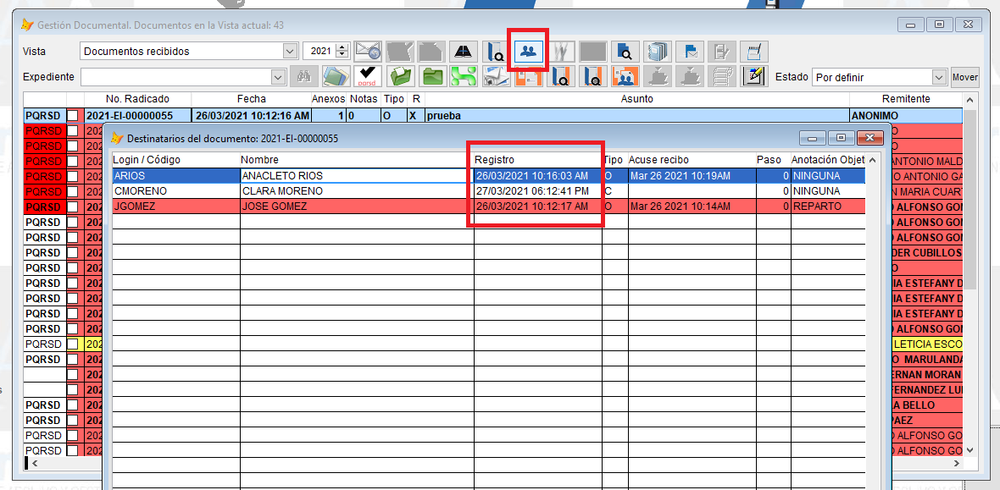 Gestión Documental. Documentos en la Vista actual: 43
Vista Documentos recibidos 2021
Expediente pqrsd Estado Por definir Mover
No. Radicado Fecha Anexos Notas Tipo R Asunto Remitente
PQRSD 2021-EI-00000055 26/03/2021 10:12:16 AM 1 0 O X prueba ANONIMO
PQRSD 202 O
Destinatarios del documento: 2021-EI-00000055
Login / Código Nombre Registro Tipo Acuse recibo Paso Anotación Objet
ARIOS ANACLETO RIOS 26/03/2021 10:16:03 AM O Mar 26 2021 10:19AM 0 NINGUNA
CMORENO CLARA MORENO 27/03/2021 06:12:41 PM C 0 NINGUNA
JGOMEZ JOSE GOMEZ 26/03/2021 10:12:17 AM O Mar 26 2021 10:14AM 0 REPARTO
PQRSD 202
PQRSD 202 ANTONIO MALD
PQRSD 202 O ANTONIO GA
PQRSD 202 N MARIA CUAR
PQRSD 202 ALFONSO GO
PQRSD 202 ALFONSO GO
PQRSD 202 ALFONSO GO
PQRSD 202 DER CUBILLOS
PQRSD 202 O
PQRSD 202 IA ESTEFANY D
PQRSD 202 IA ESTEFANY D
PQRSD 202 IA ESTEFANY D
PQRSD 202 ALFONSO GO
PQRSD 202 LETICIA ESCO
PQRSD 202 O MARULANDA
202 ERNAN MORAN
202 FERNANDEZ LUI
PQRSD 202 A BELLO
PQRSD 202 PAEZ
PQRSD 202 ALFONSO GO
PQRSD 202 ALFONSO GO